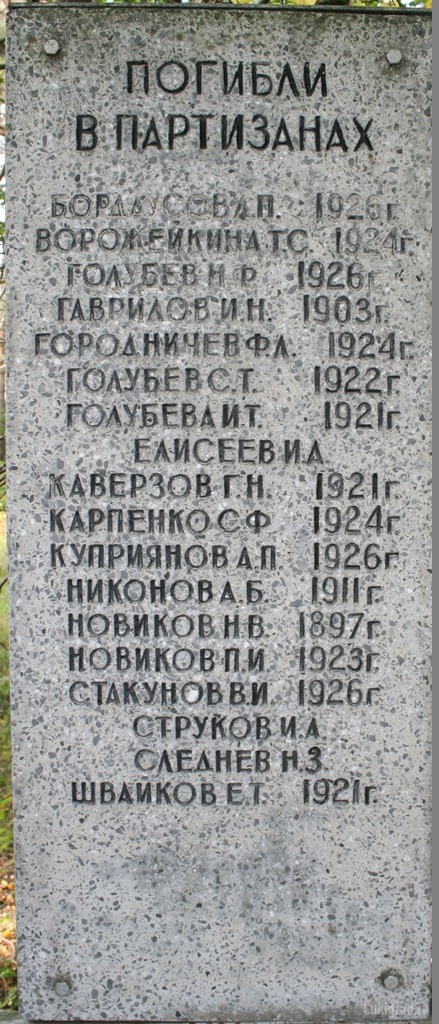 ПОГИБЛИ
В ПАРТИЗАНАХ
БОРДАУСОВ А.П. 1926г.
ВОРОЖЕЙКИНА Т.С. 1924г.
ГОЛУБЕВ Н.Ф. 1926г.
ГАВРИЛОВ И.Н. 1903г.
ГОРОДНИЧЕВ Ф.Л. 1924г.
ГОЛУБЕВ С.Т. 1922г.
ГОЛУБЕВА И.Т. 1921г.
ЕЛИСЕЕВ И.А.
КАВЕРЗОВ Г.Н. 1921г.
КАРПЕНКО С.Ф. 1924г.
КУПРИЯНОВ А.П. 1926г.
НИКОНОВ А.Б. 1911г.
НОВИКОВ Н.В. 1897г.
НОВИКОВ П.И. 1923г.
СТАКУНОВ В.И. 1926г.
СТРУКОВ И.А.
СЛЕДНЕВ Н.З.
ШВАЙКОВ Е.Т. 1921г.